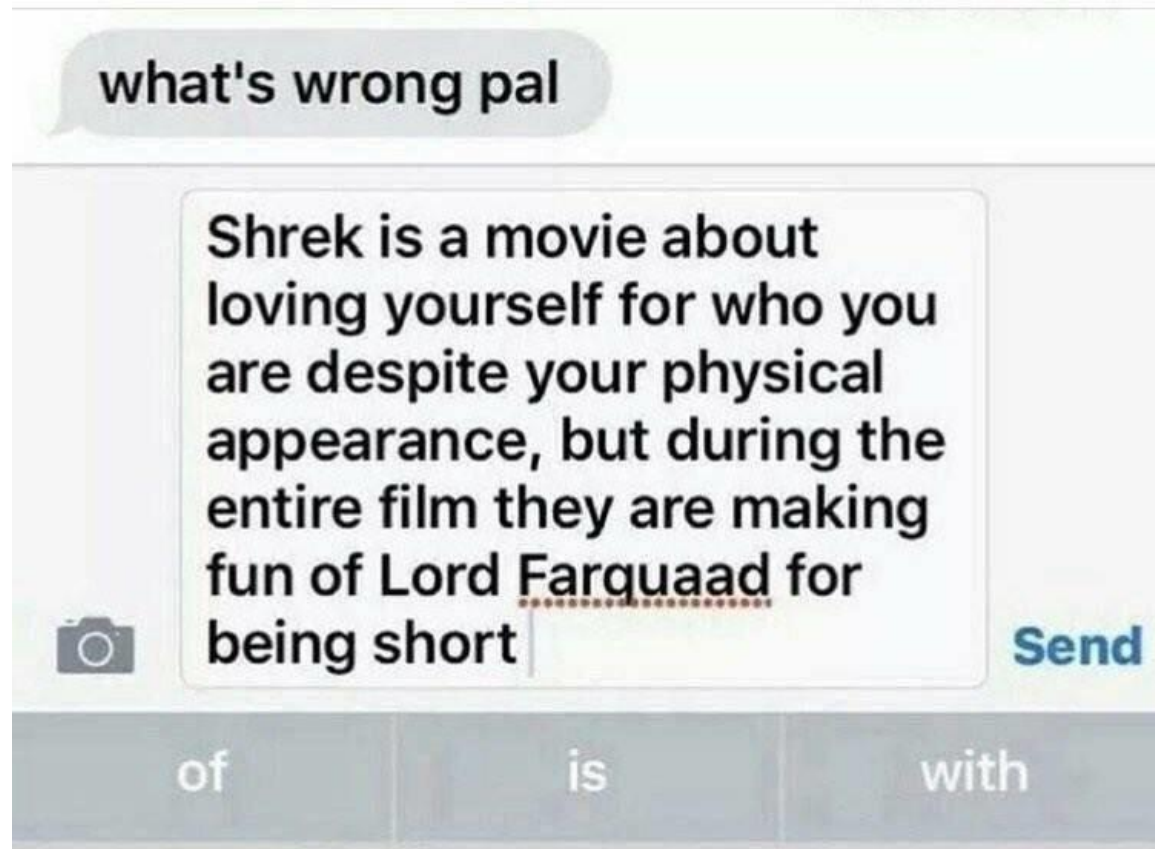 what's wrong pal
Shrek is a movie about
loving yourself for who you
are despite your physical
appearance, but during the
entire film they are making
fun of Lord Farquaad for
being short
Send
of is with